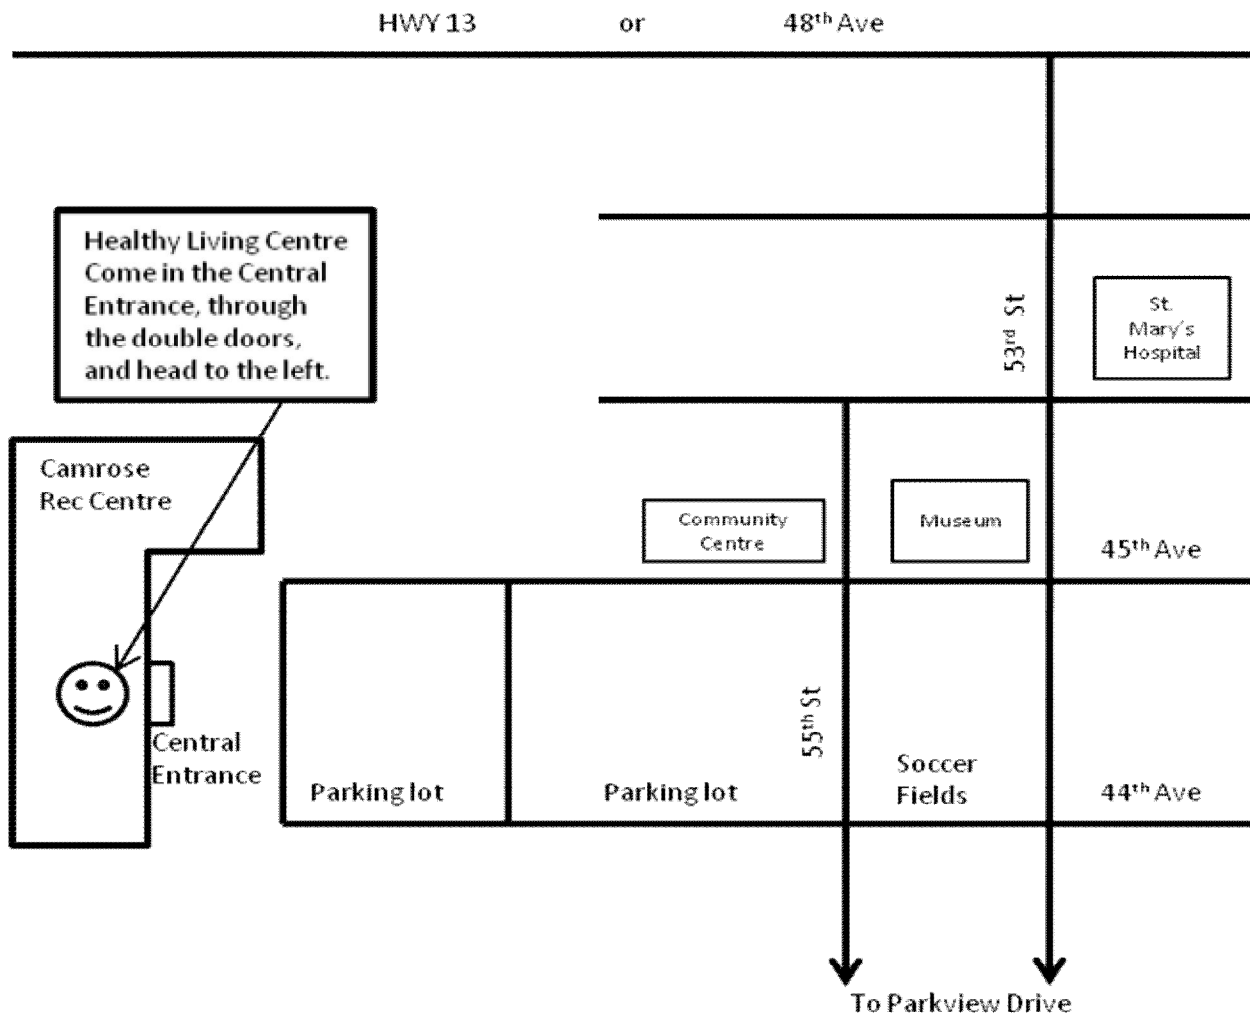 HWY 13 or 48th Ave
Healthy Living Centre
Come in the Central
Entrance, through
the double doors,
and head to the left.
53rd St
St.
Mary's
Hospital
Camrose
Rec Centre
Community
Centre
Museum
45th Ave
55th St
Central
Entrance
Parking lot
Parking lot
Soccer
Fields
44th Ave
To Parkview Drive